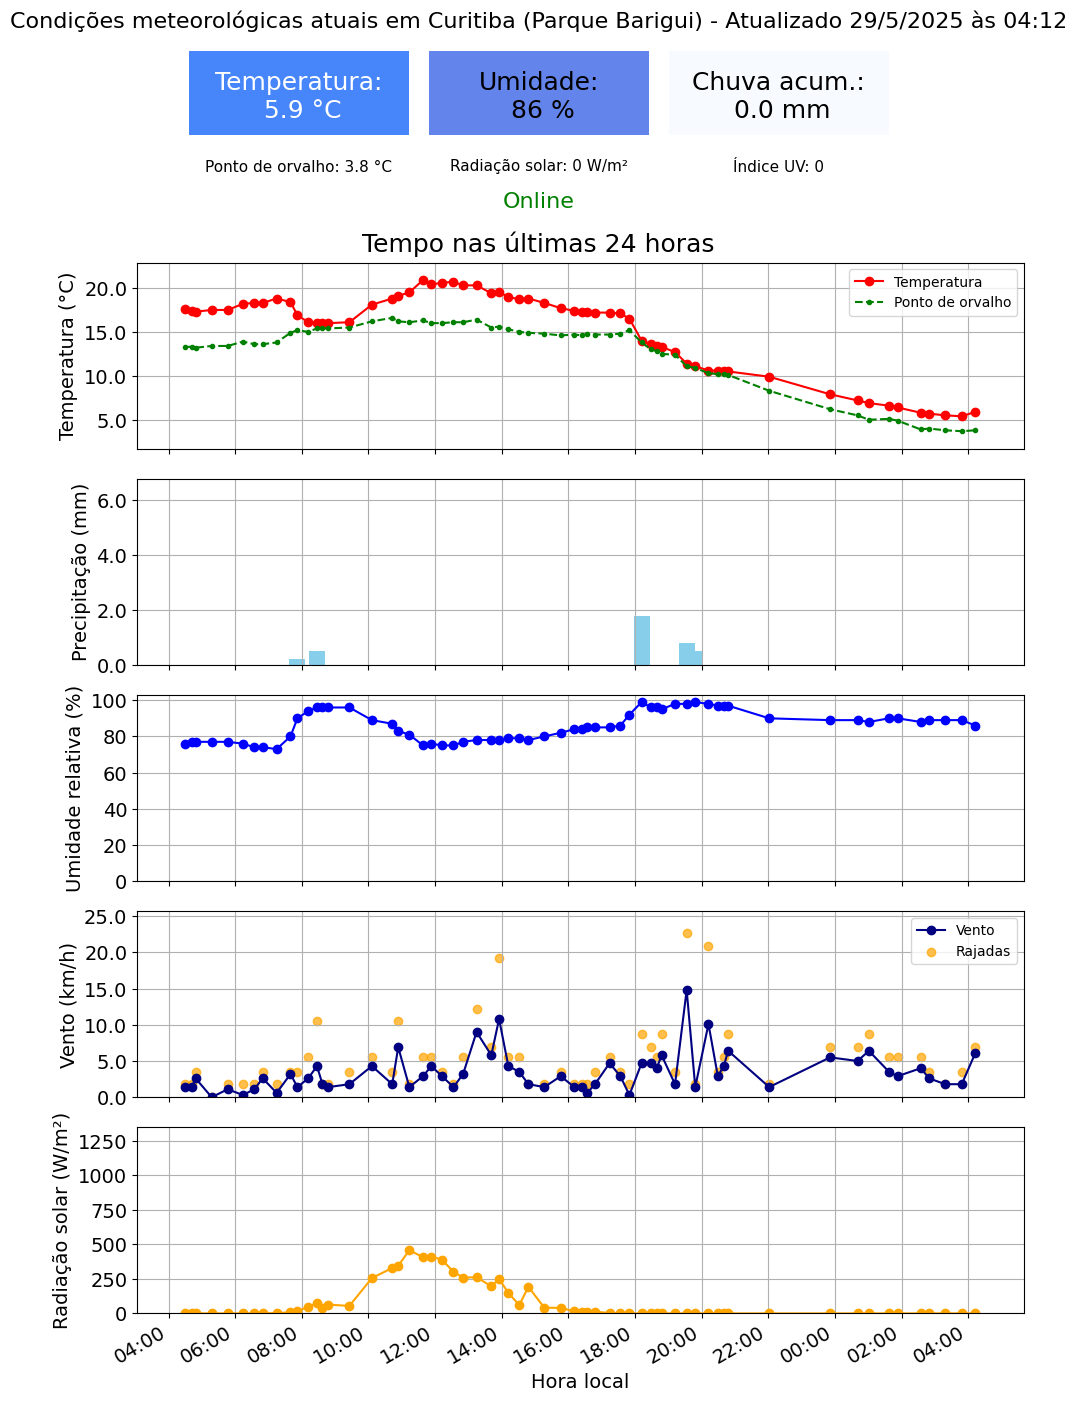 Condições meteorológicas atuais em Curitiba (Parque Barigui) - Atualizado 29/5/2025 às 04:12
Temperatura:
5.9 °C
Umidade:
86 %
Chuva acum.:
0.0 mm
Ponto de orvalho: 3.8 °C
Radiação solar: 0 W/m²
Índice UV: 0
Online
Tempo nas últimas 24 horas
Temperatura (°C)
20.0
15.0
10.0
5.0
Temperatura
Ponto de orvalho
Precipitação (mm)
6.0
4.0
2.0
0.0
Umidade relativa (%)
100
80
60
40
20
0
Vento (km/h)
25.0
20.0
15.0
10.0
5.0
0.0
Vento
Rajadas
Radiação solar (W/m²)
1250
1000
750
500
250
0
04:00
06:00
08:00
10:00
12:00
14:00
16:00
18:00
20:00
22:00
00:00
02:00
04:00
Hora local